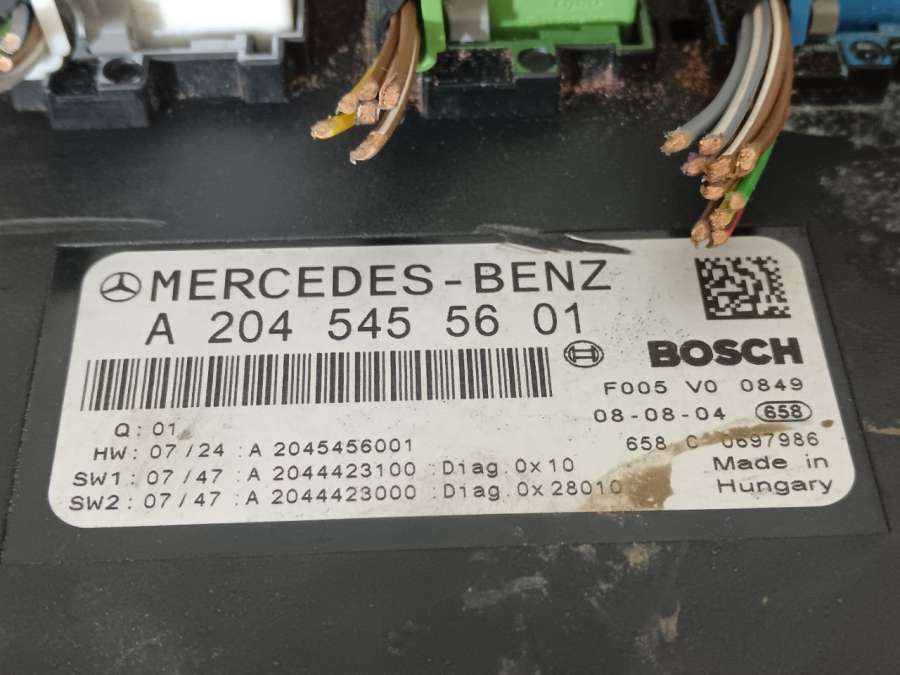 MERCEDES-BENZ
A 204 545 56 01
BOSCH
F005 V0 0849
Q: 01
08-08-04 658
HW: 07/24 :A 2045456001
658 C 0697986
SW1: 07/47 :A 2044423100 :Diag.0x10
Made in
SW2: 07/47 :A 2044423000 :Diag.0x28010
Hungary